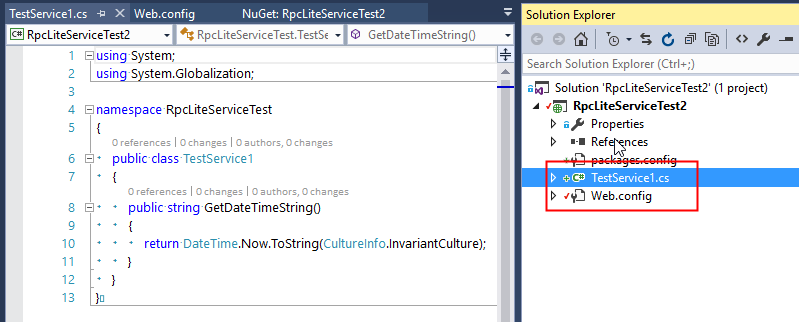 TestService1.cs
Web.config
NuGet: RpcLiteServiceTest2
RpcLiteServiceTest2
RpcLiteServiceTest.TestSe
GetDateTimeString()
1 using System;
2 using System.Globalization;
3
4 namespace RpcLiteServiceTest
5 {
0 references | 0 changes | 0 authors, 0 changes
6 public class TestService1
7 {
0 references | 0 changes | 0 authors, 0 changes
8 public string GetDateTimeString()
9 {
10 return DateTime.Now.ToString(CultureInfo.InvariantCulture);
11 }
12 }
13 }
Solution Explorer
Search Solution Explorer (Ctrl+;)
Solution 'RpcLiteServiceTest2' (1 project)
RpcLiteServiceTest2
Properties
References
packages.config
TestService1.cs
Web.config